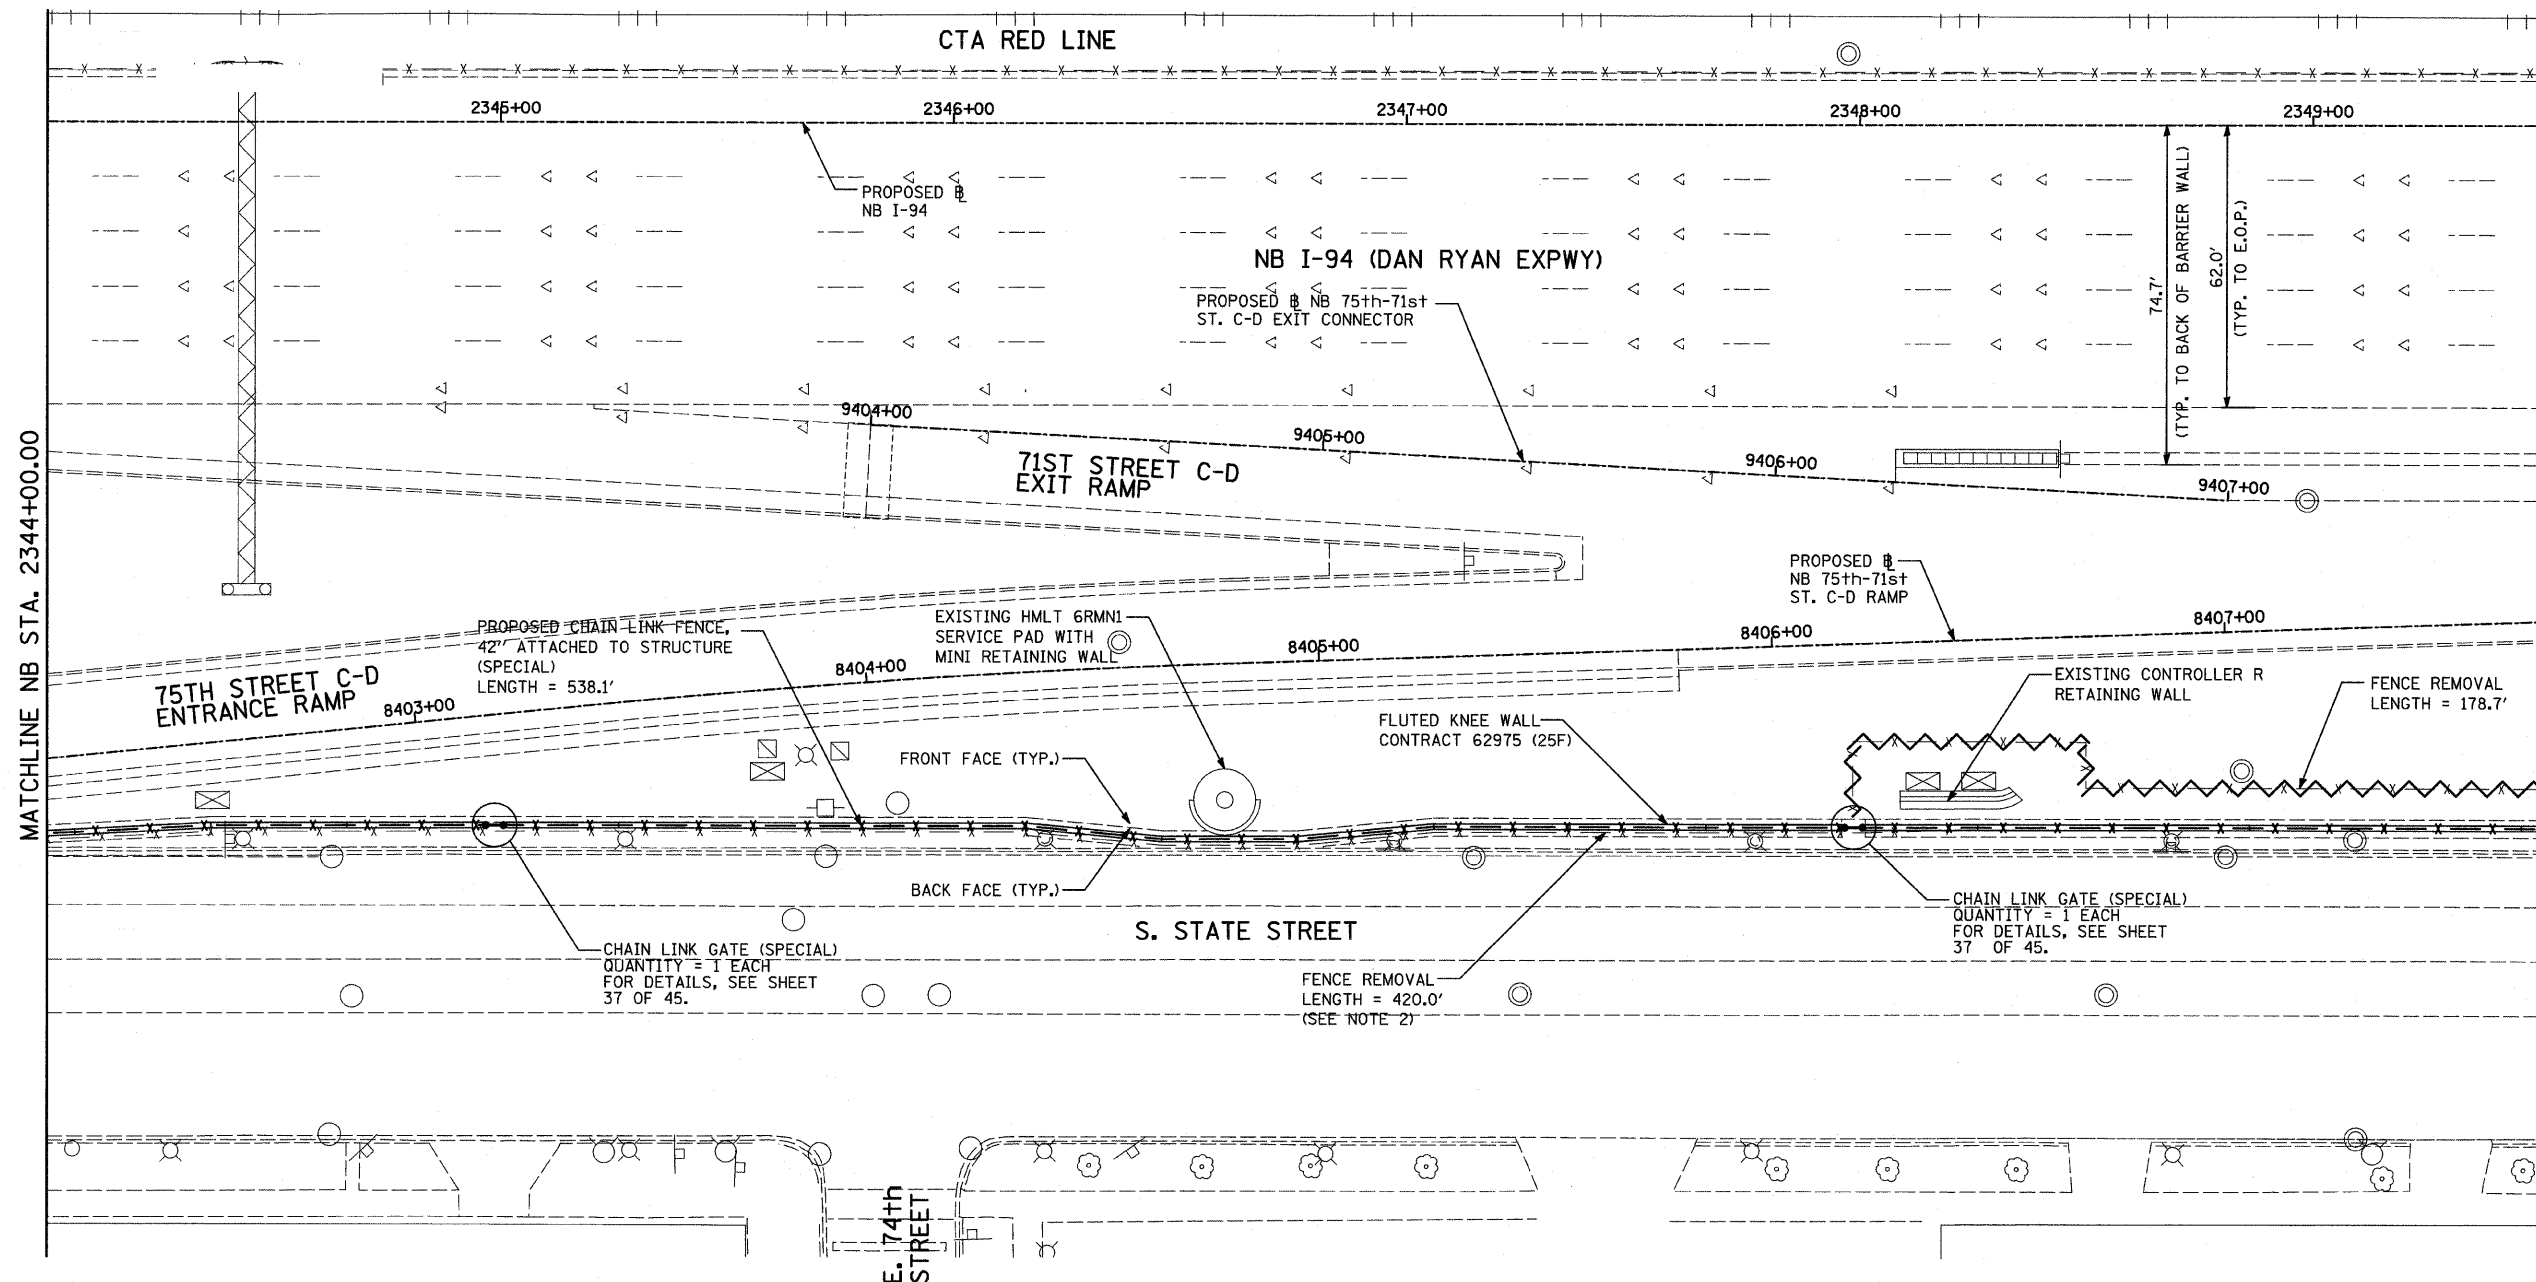 CTA RED LINE
2345+00
2346+00
2347+00
2348+00
2349+00
PROPOSED ℄
NB I-94
NB I-94 (DAN RYAN EXPWY)
PROPOSED ℄ NB 75th-71st
ST. C-D EXIT CONNECTOR
74.7'
(TYP. TO BACK OF BARRIER WALL)
62.0'
(TYP. TO E.O.P.)
9404+00
9405+00
9406+00
9407+00
71ST STREET C-D
EXIT RAMP
MATCHLINE NB STA. 2344+00.00
PROPOSED ℄
NB 75th-71st
ST. C-D RAMP
PROPOSED CHAIN LINK FENCE,
42" ATTACHED TO STRUCTURE
(SPECIAL)
LENGTH = 538.1'
EXISTING HMLT 6RMN1
SERVICE PAD WITH
MINI RETAINING WALL
8403+00
8404+00
8405+00
8406+00
8407+00
75TH STREET C-D
ENTRANCE RAMP
EXISTING CONTROLLER R
RETAINING WALL
FENCE REMOVAL
LENGTH = 178.7'
FLUTED KNEE WALL
CONTRACT 62975 (25F)
FRONT FACE (TYP.)
BACK FACE (TYP.)
S. STATE STREET
CHAIN LINK GATE (SPECIAL)
QUANTITY = 1 EACH
FOR DETAILS, SEE SHEET
37 OF 45.
FENCE REMOVAL
LENGTH = 420.0'
(SEE NOTE 2)
CHAIN LINK GATE (SPECIAL)
QUANTITY = 1 EACH
FOR DETAILS, SEE SHEET
37 OF 45.
E. 74th
STREET